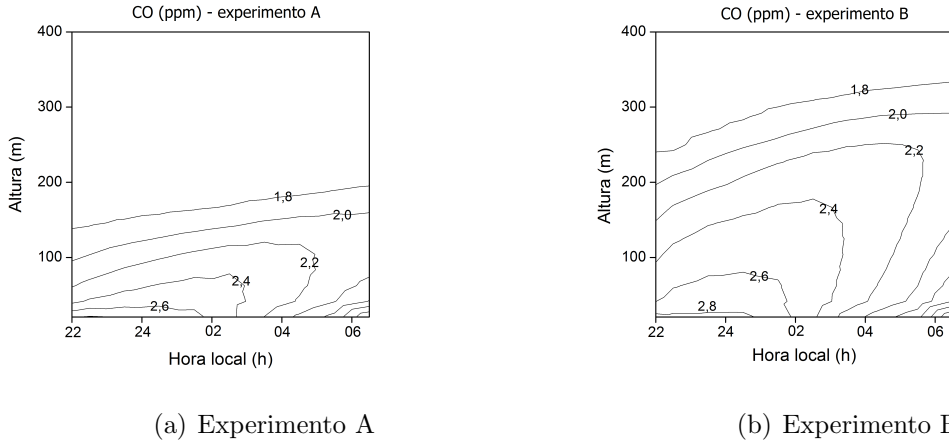 CO (ppm) - experimento A
400
300
200
100
Altura (m)
1,8
2,0
2,2
2,4
2,6
22 24 02 04 06
Hora local (h)
(a) Experimento A
CO (ppm) - experimento B
400
300
200
100
Altura (m)
1,8
2,0
2,2
2,4
2,6
2,8
22 24 02 04 06
Hora local (h)
(b) Experimento B